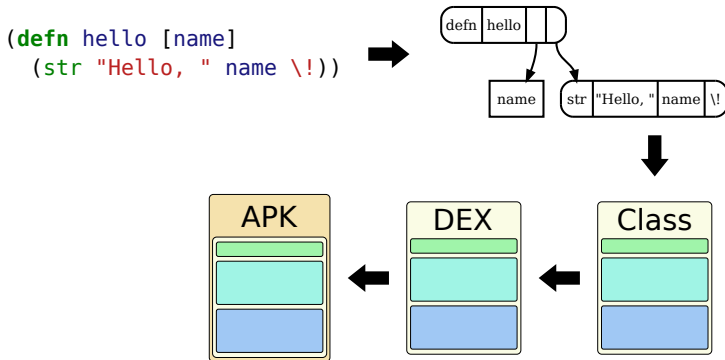 (defn hello [name]
  (str "Hello, " name \!))
defn hello
name
str "Hello, " name \!
APK
DEX
Class